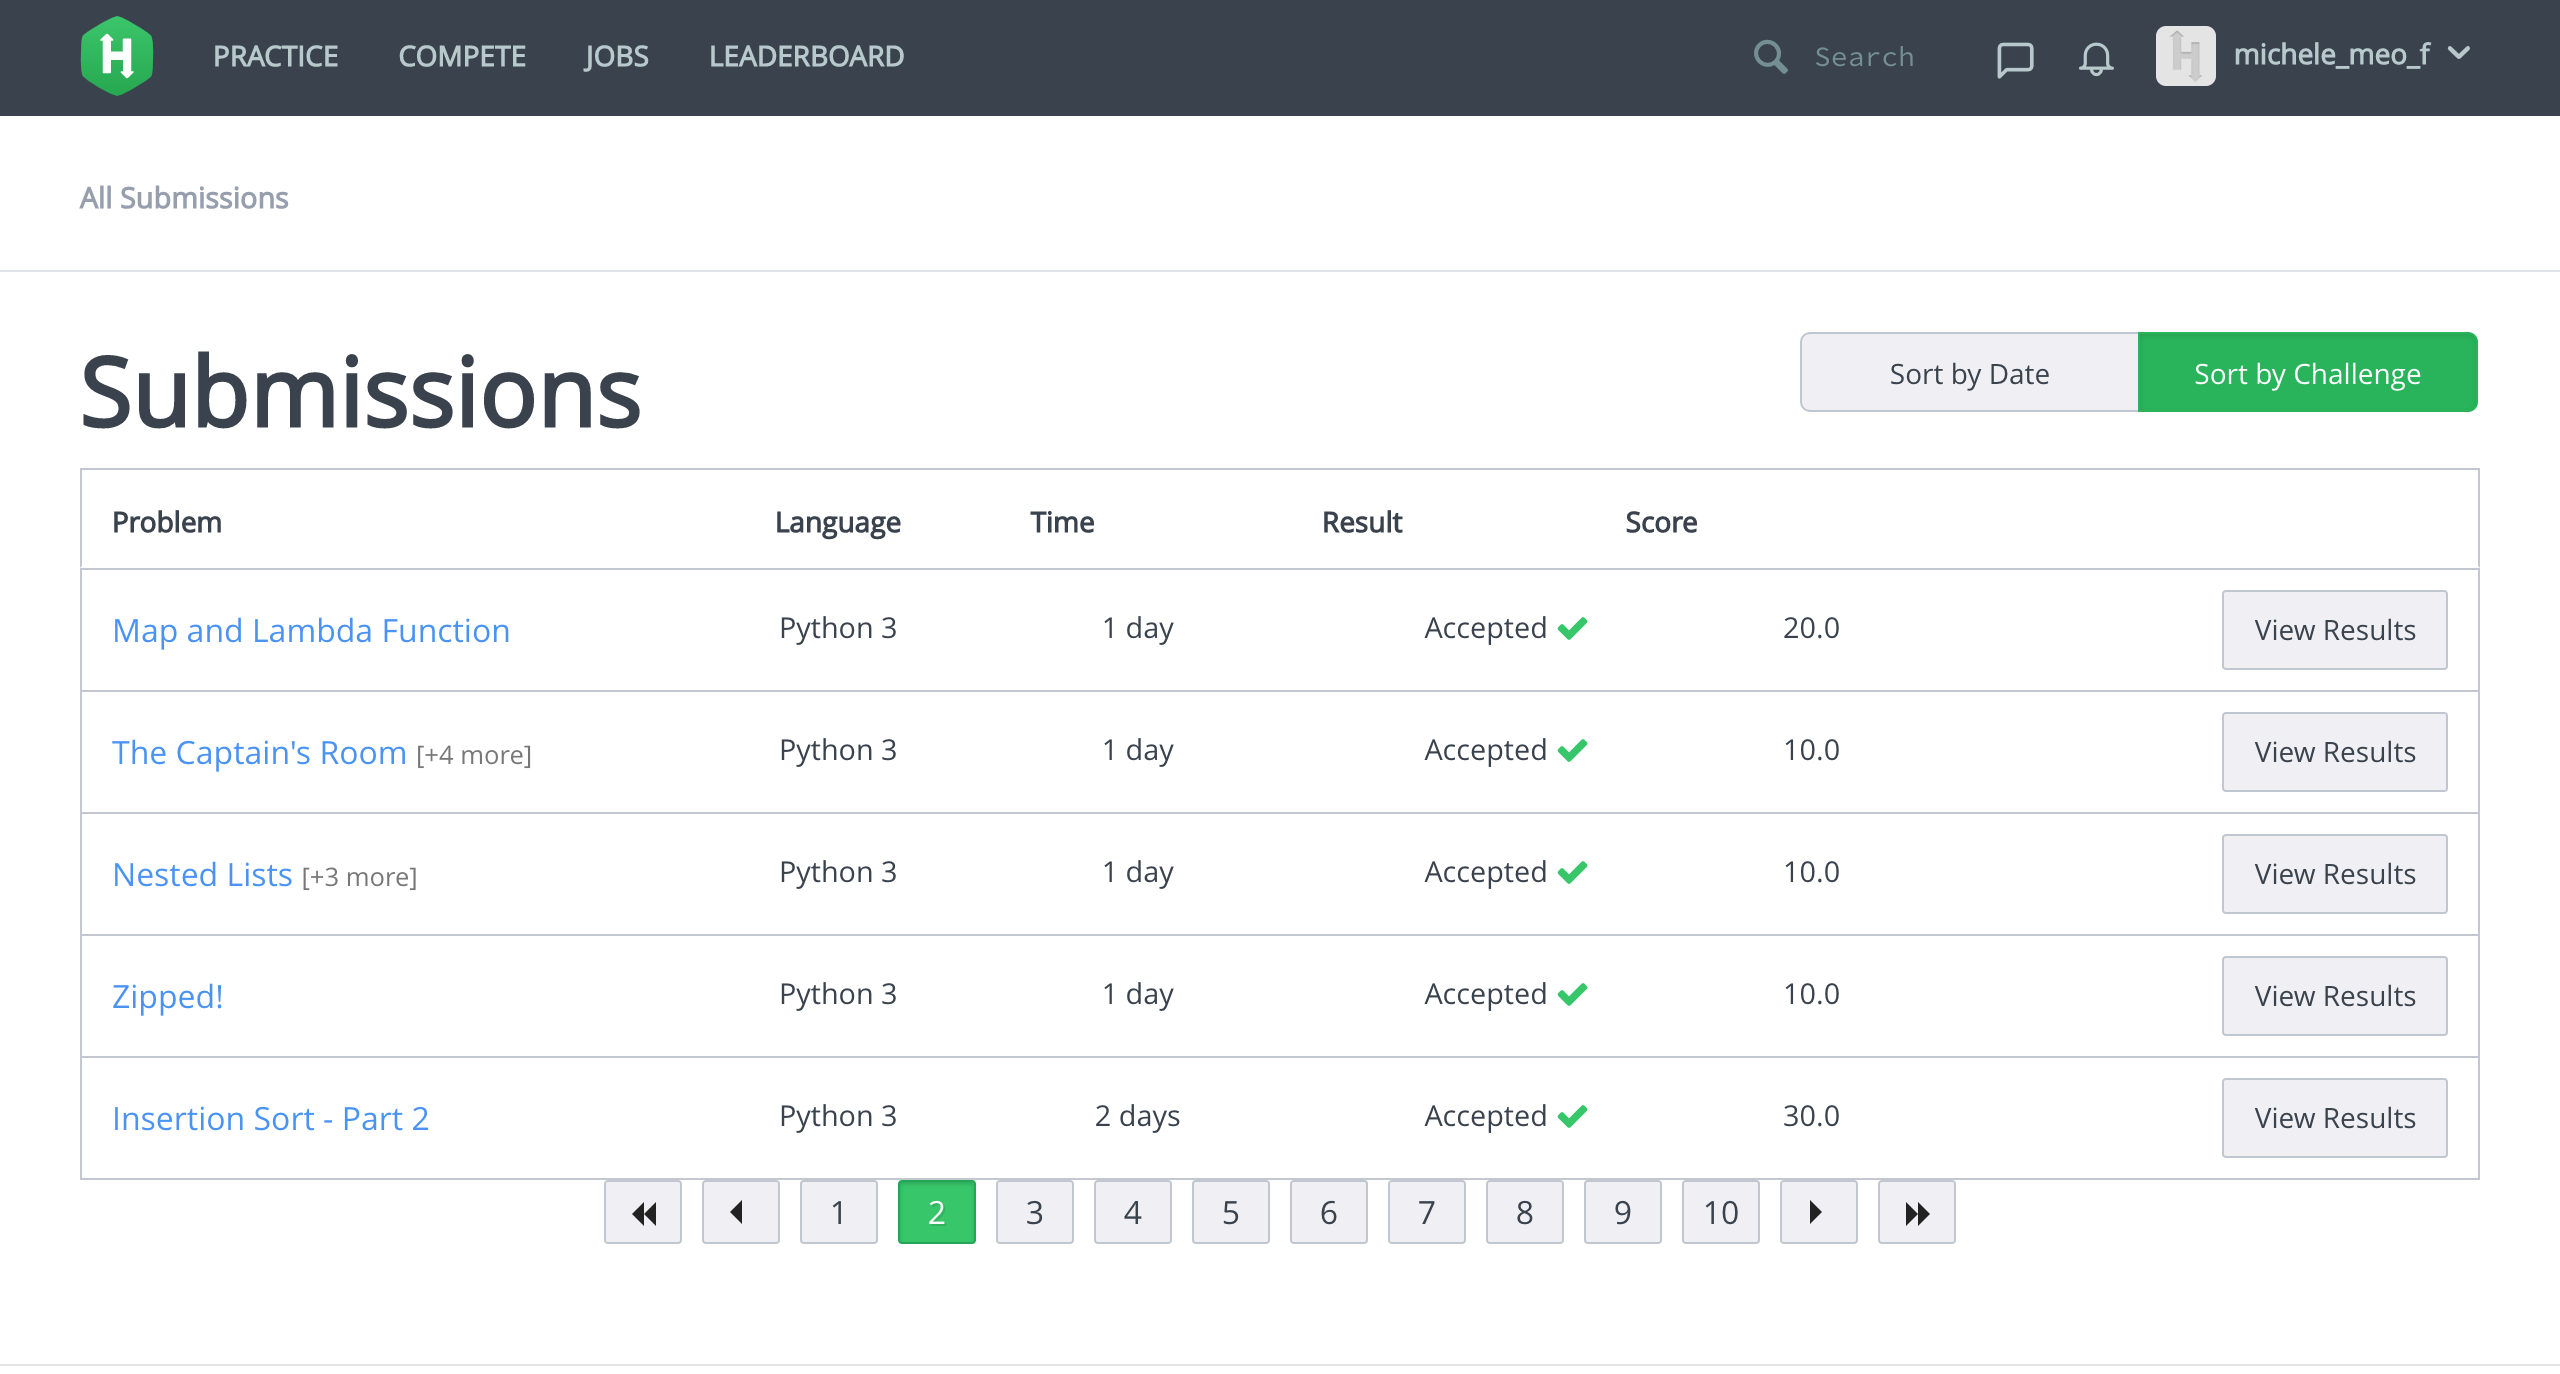 H PRACTICE COMPETE JOBS LEADERBOARD Search michele_meo_f
All Submissions
Submissions Sort by Date Sort by Challenge
Problem Language Time Result Score
Map and Lambda Function Python 3 1 day Accepted 20.0 View Results
The Captain's Room [+4 more] Python 3 1 day Accepted 10.0 View Results
Nested Lists [+3 more] Python 3 1 day Accepted 10.0 View Results
Zipped! Python 3 1 day Accepted 10.0 View Results
Insertion Sort - Part 2 Python 3 2 days Accepted 30.0 View Results
1 2 3 4 5 6 7 8 9 10